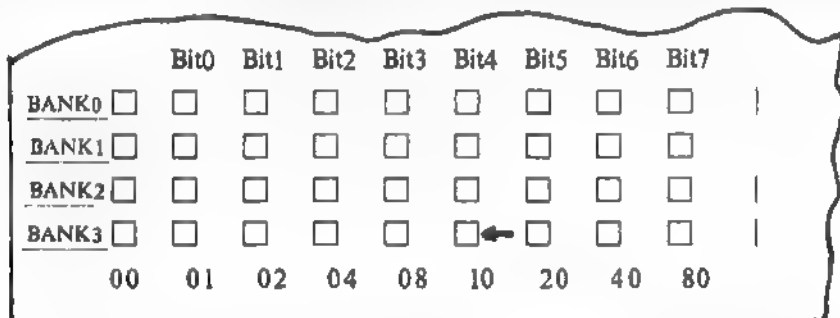 Bit0 Bit1 Bit2 Bit3 Bit4 Bit5 Bit6 Bit7
BANK0
BANK1
BANK2
BANK3
00 01 02 04 08 10 20 40 80